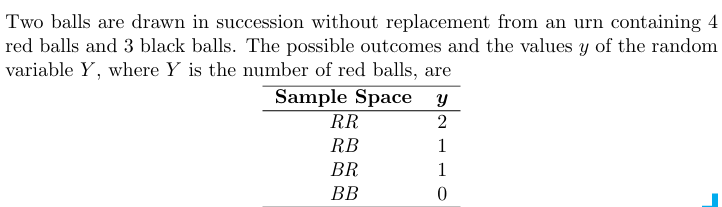 Two balls are drawn in succession without replacement from an urn containing 4
red balls and 3 black balls. The possible outcomes and the values y of the random
variable Y, where Y is the number of red balls, are
Sample Space y
RR 2
RB 1
BR 1
BB 0